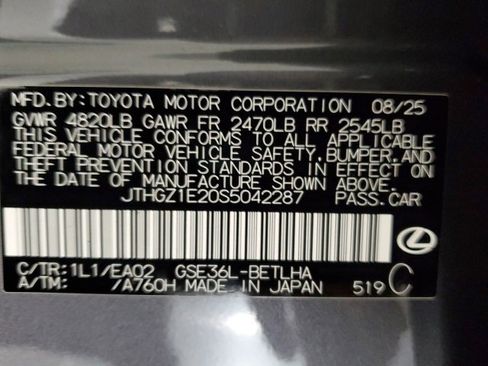 MFD. BY: TOYOTA MOTOR CORPORATION 08/25
GVWR 4820LB GAWR FR 2470LB RR 2545LB
THIS VEHICLE CONFORMS TO ALL APPLICABLE
FEDERAL MOTOR VEHICLE SAFETY, BUMPER, AND
THEFT PREVENTION STANDARDS IN EFFECT ON
THE DATE OF MANUFACTURE SHOWN ABOVE.
JTHGZ1E20S5042287 PASS.CAR
C/TR: 1L1/EA02 GSE36L-BETLHA
A/TM: /A760H MADE IN JAPAN 519 C